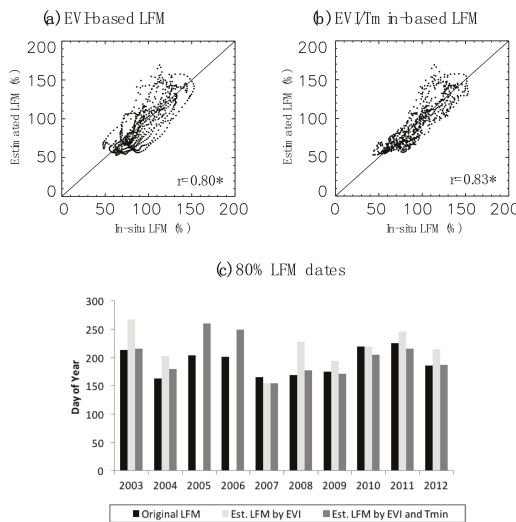 (a) EVI-based LFM
(b) EVI/Tmin-based LFM
200
150
100
50
0
Estimated LFM (%)
r=0.80*
0 50 100 150 200
In-situ LFM (%)
200
150
100
50
0
Estimated LFM (%)
r=0.83*
0 50 100 150 200
In-situ LFM (%)
(c) 80% LFM dates
300
250
200
150
100
50
0
Day of Year
2003 2004 2005 2006 2007 2008 2009 2010 2011 2012
Original LFM Est. LFM by EVI Est. LFM by EVI and Tmin